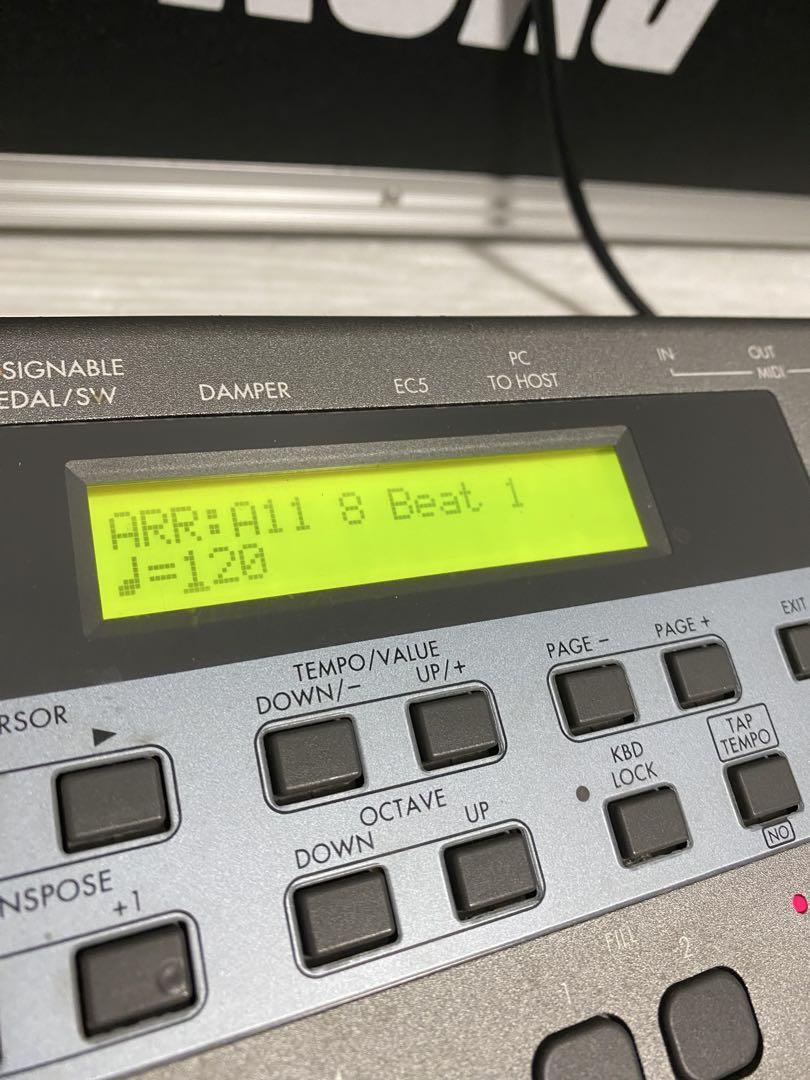 SIGNABLE
EDAL/SW
DAMPER
EC5
PC
TO HOST
IN
OUT
MIDI
ARR:A11 8 Beat 1
♩=120
RSOR
TEMPO/VALUE
DOWN/−
UP/+
PAGE −
PAGE +
EXIT
KBD
LOCK
TAP
TEMPO
NO
OCTAVE
DOWN
UP
NSPOSE
+1
FILL
1
2